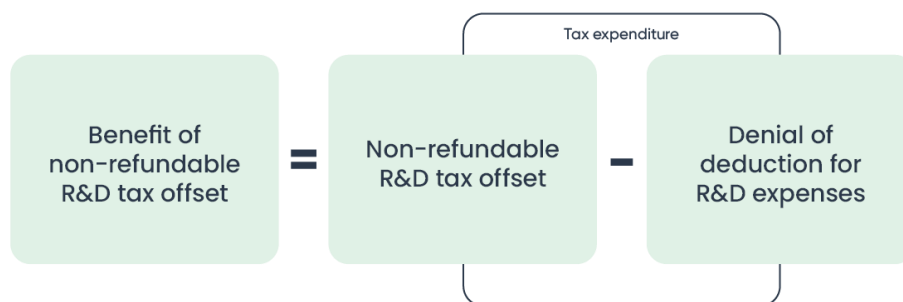 Tax expenditure
Benefit of
non-refundable
R&D tax offset
=
Non-refundable
R&D tax offset
-
Denial of
deduction for
R&D expenses